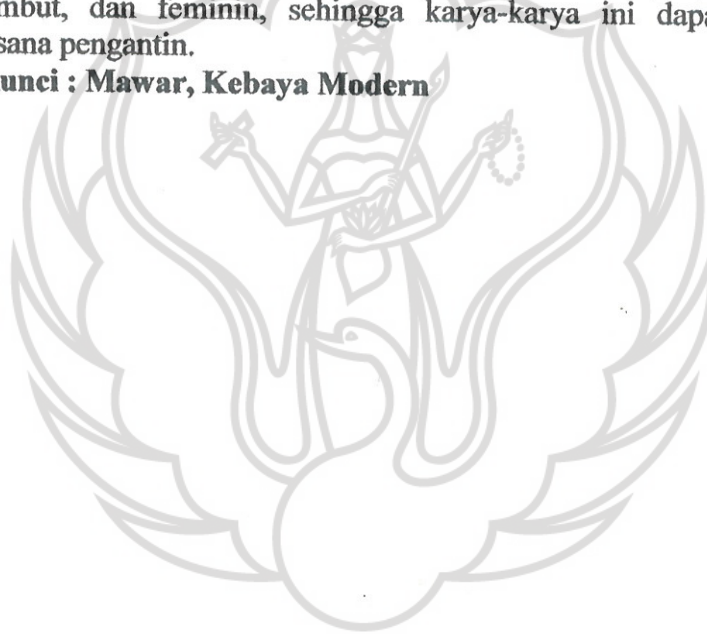 mbut, dan feminin, sehingga karya-karya ini dapa
sana pengantin.
unci : Mawar, Kebaya Modern